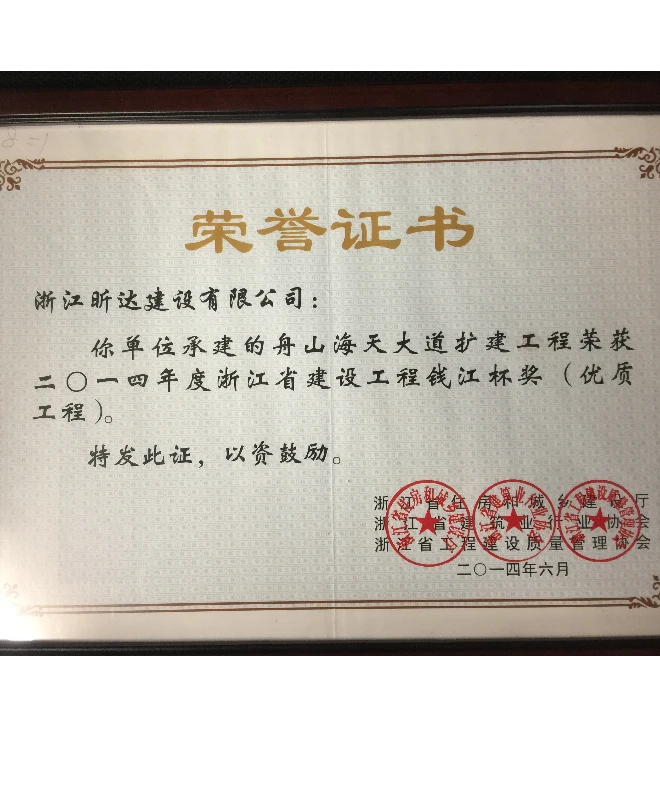 荣誉证书
浙江昕达建设有限公司：
你单位承建的舟山海天大道扩建工程荣获
二〇一四年度浙江省建设工程钱江杯奖（优质
工程）。
特发此证，以资鼓励。
浙江省住房和城乡建设厅
浙江省建筑业行业协会
浙江省工程建设质量管理协会
二〇一四年六月